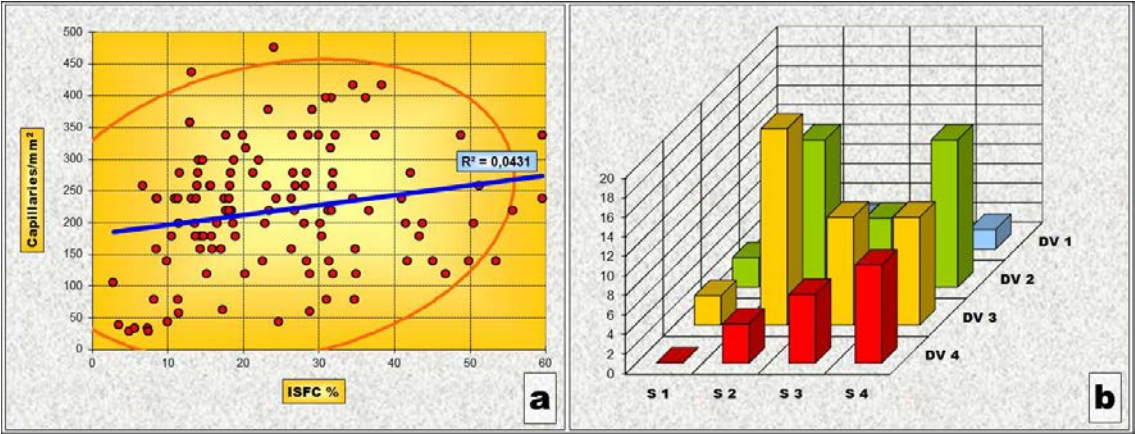 500
450
400
350
300
250
200
150
100
50
0
Capillaries/mm²
R² = 0,0431
0 10 20 30 40 50 60
ISFC %
a
20
18
16
14
12
10
8
6
4
2
0
DV 1
DV 2
DV 3
DV 4
S 1 S 2 S 3 S 4
b